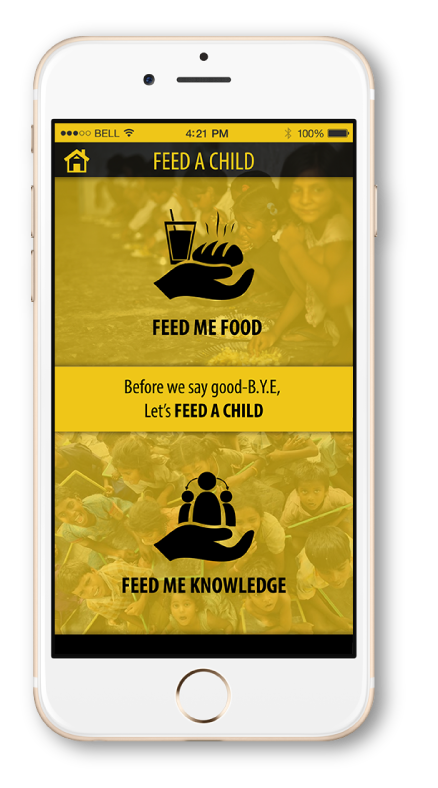 ●●●○○ BELL 4:21 PM 100%
FEED A CHILD
FEED ME FOOD
Before we say good-B.Y.E,
Let's FEED A CHILD
FEED ME KNOWLEDGE